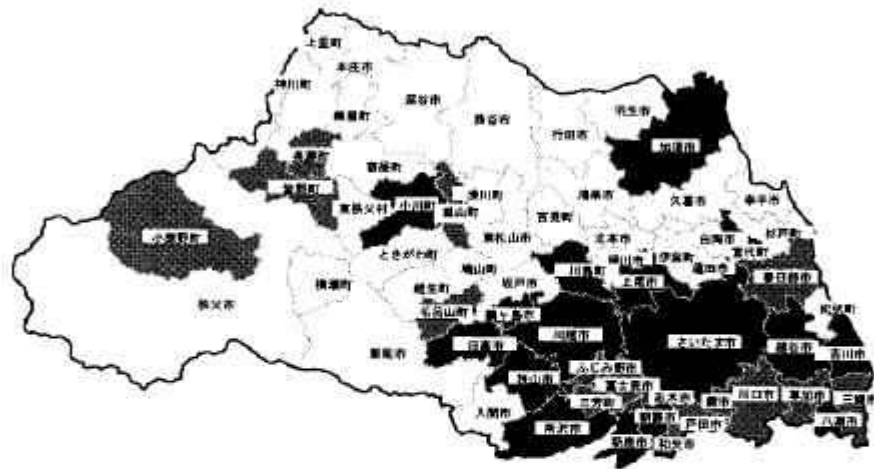 上里町
本庄市
神川町
深谷市
美里町
熊谷市
羽生市
行田市
加須市
長瀞町
寄居町
皆野町
小川町
嵐山町
滑川町
東秩父村
鴻巣市
久喜市
幸手市
吉見町
小鹿野町
東松山市
北本市
白岡市
杉戸町
宮代町
ときがわ町
桶川市
伊奈町
蓮田市
春日部市
鳩山町
川島町
上尾市
坂戸市
横瀬町
越生町
秩父市
毛呂山町
鶴ヶ島市
松伏町
川越市
さいたま市
日高市
越谷市
吉川市
飯能市
ふじみ野市
狭山市
富士見市
三芳町
志木市
蕨市
川口市
草加市
入間市
朝霞市
戸田市
八潮市
所沢市
新座市
和光市